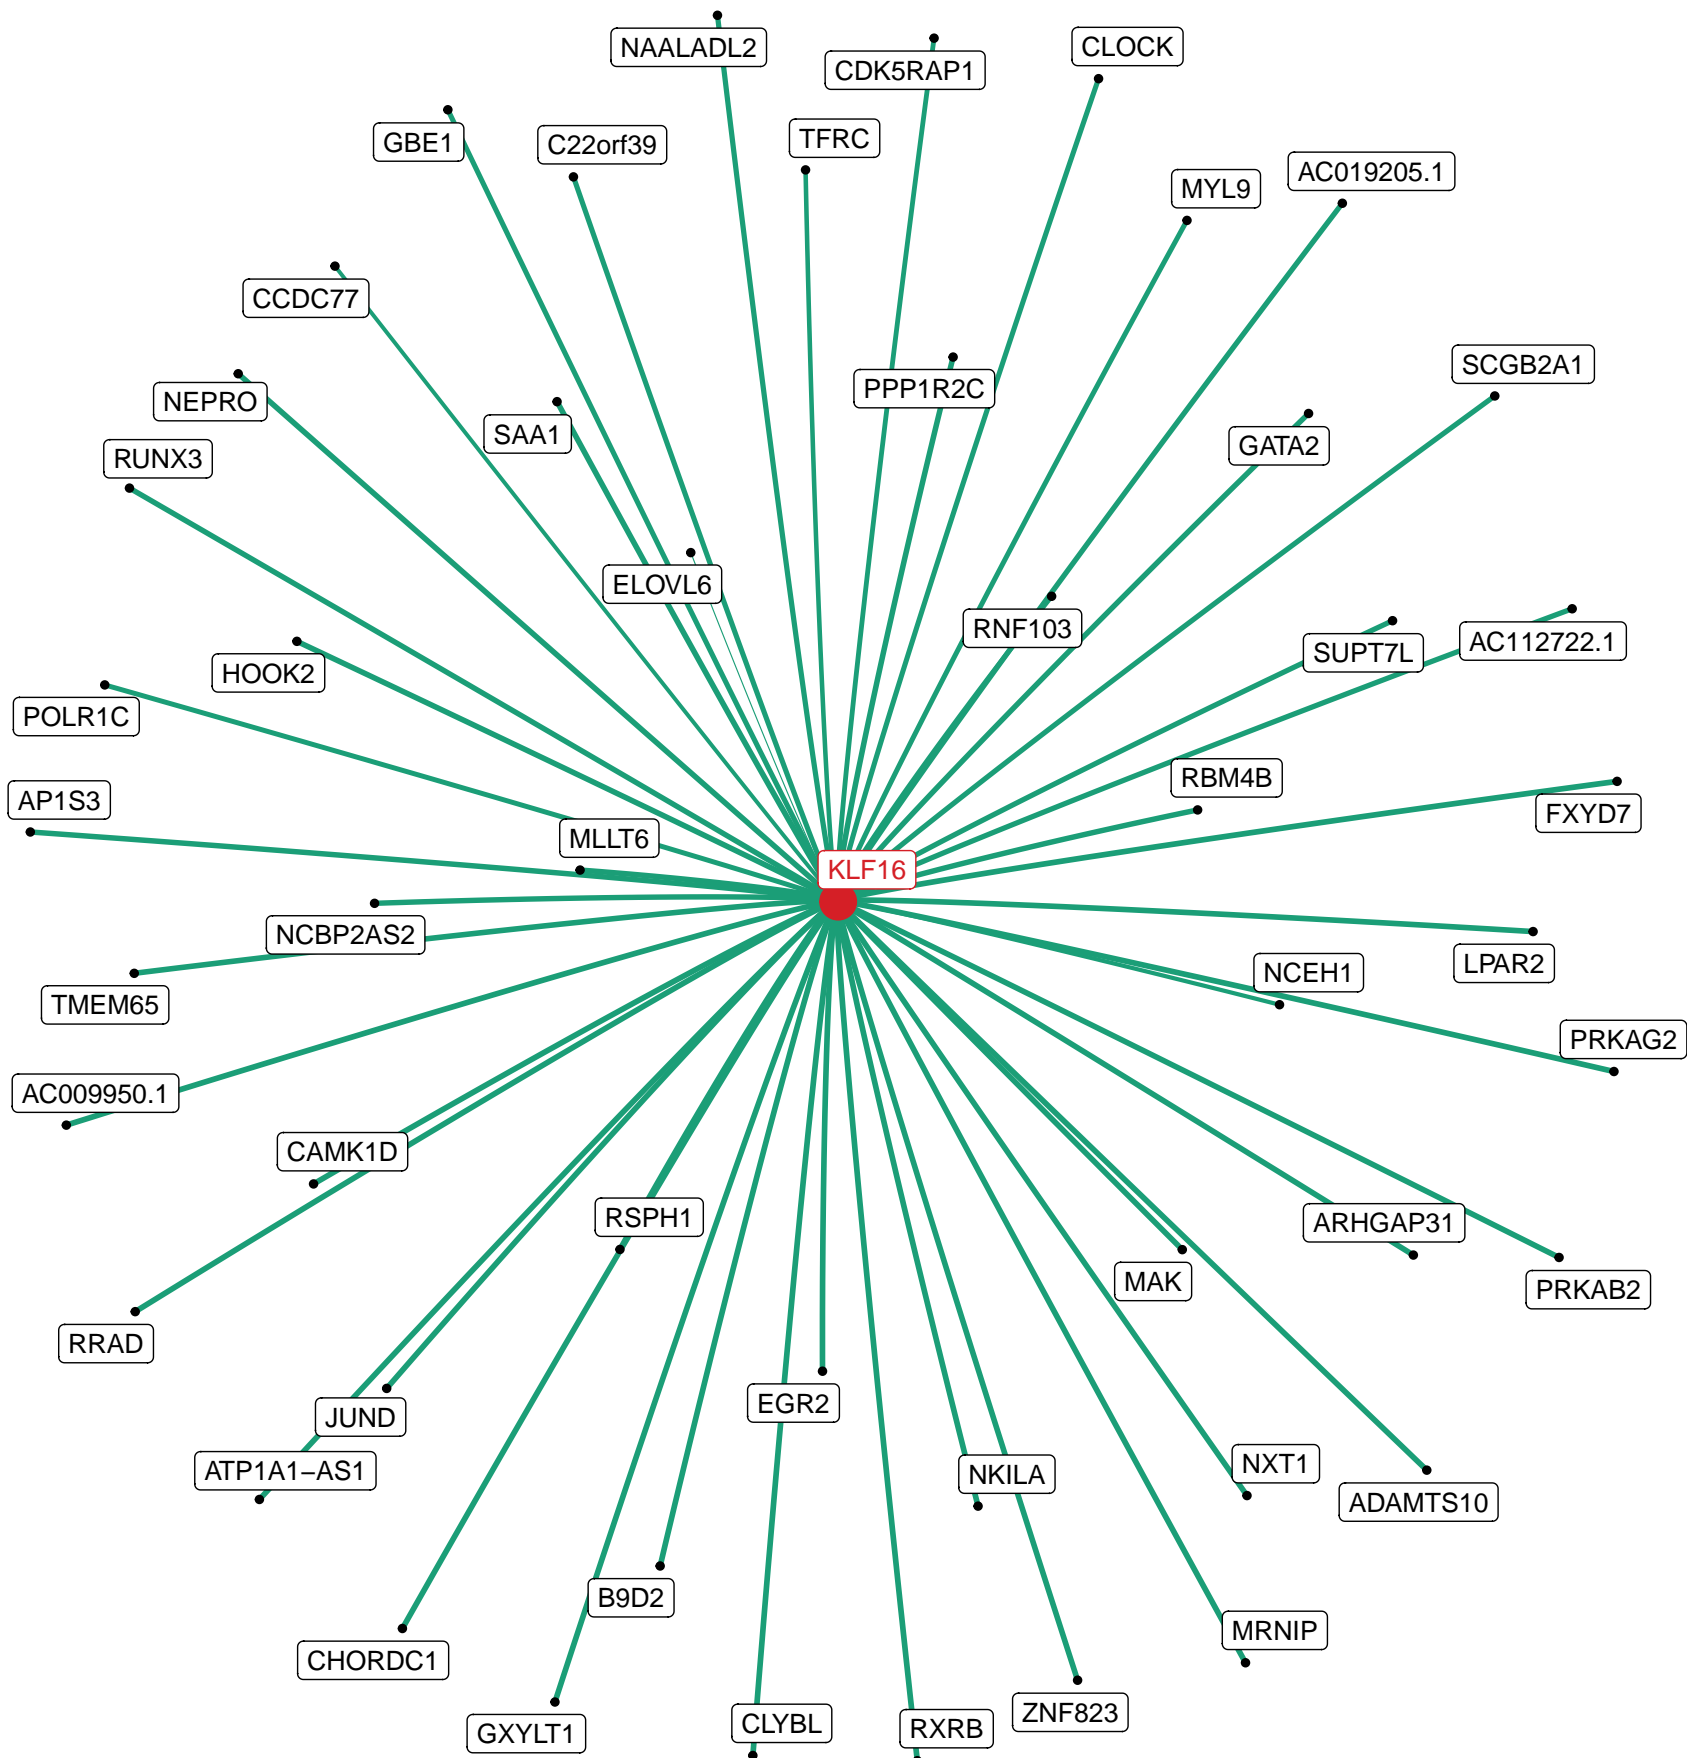 NAALADL2
CLOCK
CDK5RAP1
TFRC
GBE1
C22orf39
AC019205.1
MYL9
CCDC77
SCGB2A1
PPP1R2C
NEPRO
SAA1
GATA2
RUNX3
ELOVL6
RNF103
AC112722.1
SUPT7L
HOOK2
POLR1C
RBM4B
AP1S3
FXYD7
MLLT6
KLF16
NCBP2AS2
LPAR2
NCEH1
TMEM65
PRKAG2
AC009950.1
CAMK1D
RSPH1
ARHGAP31
MAK
PRKAB2
RRAD
EGR2
JUND
NXT1
ATP1A1−AS1
NKILA
ADAMTS10
B9D2
MRNIP
CHORDC1
ZNF823
CLYBL
RXRB
GXYLT1